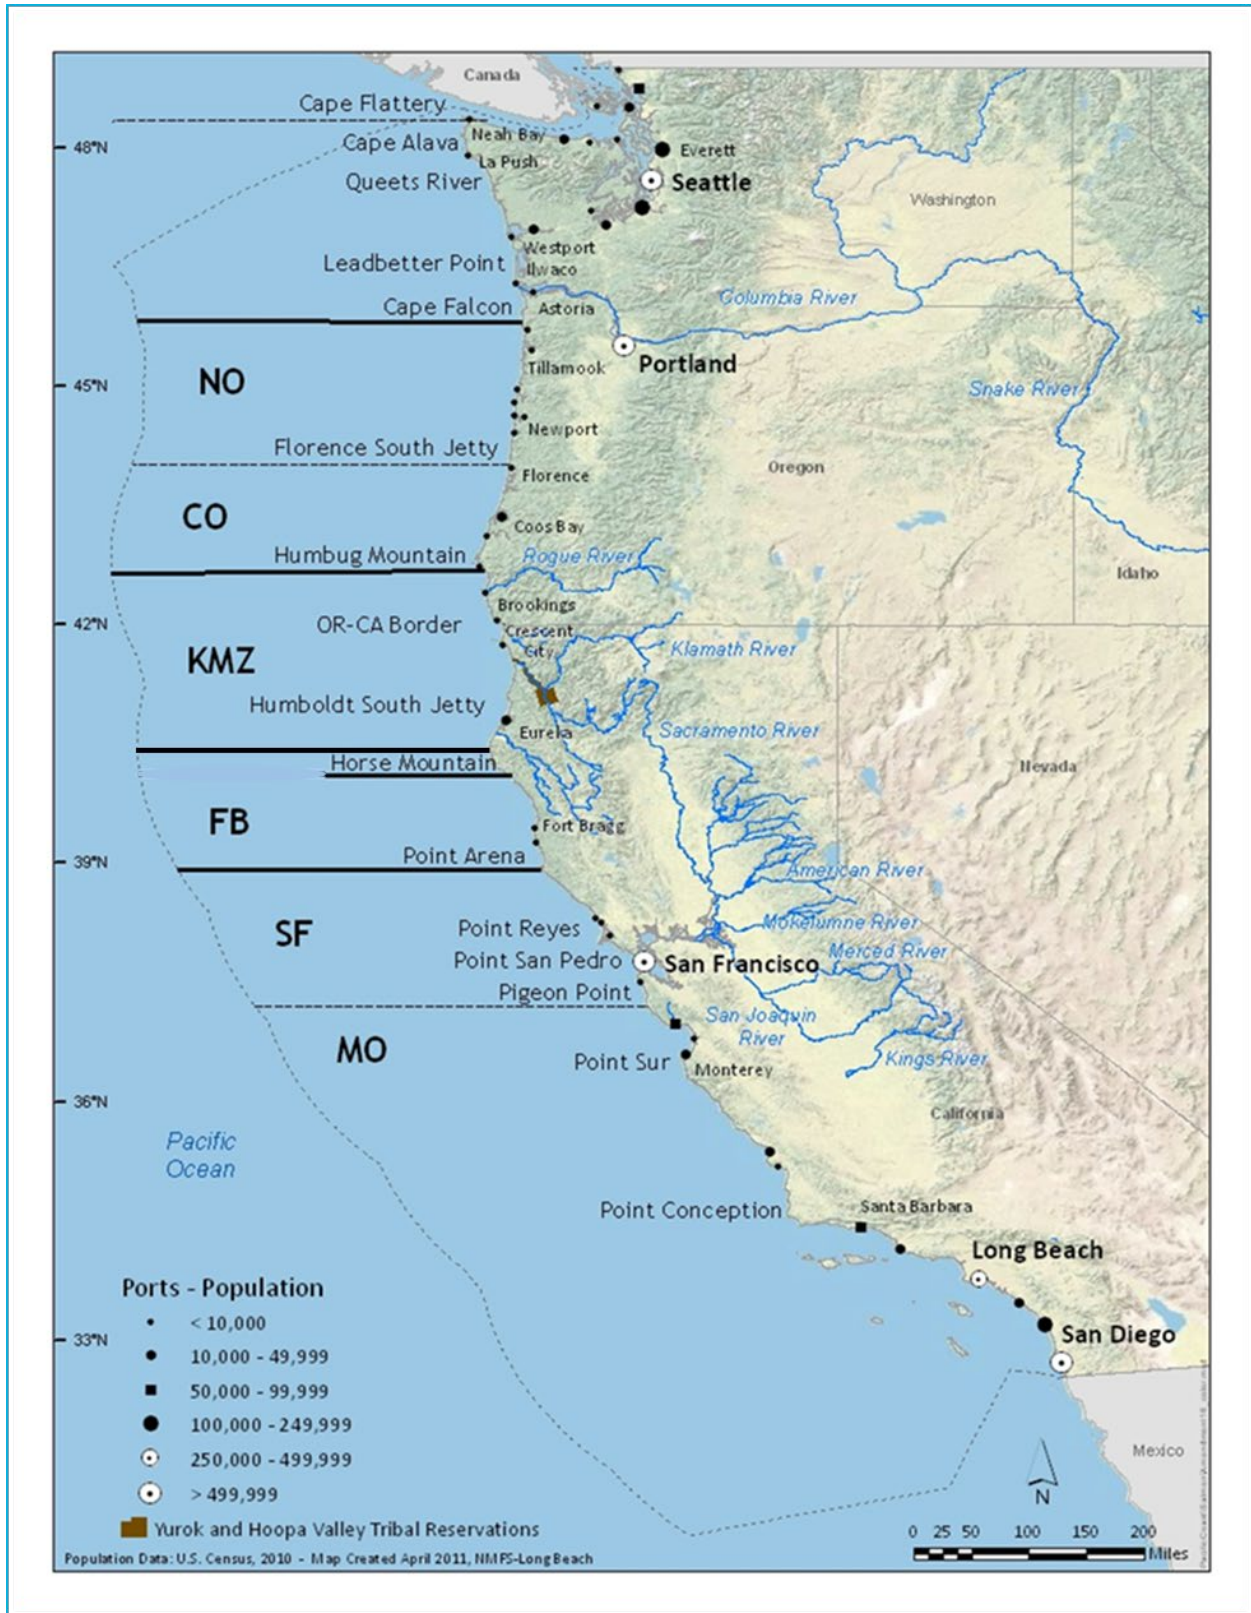 Canada
Cape Flattery
Neah Bay
Cape Alava
48°N
Everett
La Push
Queets River
Seattle
Washington
Westport
Leadbetter Point
Ilwaco
Columbia River
Cape Falcon
Astoria
Portland
Tillamook
NO
45°N
Snake River
Newport
Florence South Jetty
Oregon
Florence
CO
Coos Bay
Humbug Mountain
Rogue River
Idaho
Brookings
42°N
OR-CA Border
Crescent
City
Klamath River
KMZ
Humboldt South Jetty
Eureka
Sacramento River
Horse Mountain
Nevada
FB
Fort Bragg
Point Arena
39°N
American River
Mokelumne River
SF
Point Reyes
Merced River
Point San Pedro
San Francisco
Pigeon Point
San Joaquin
River
MO
Point Sur
Kings River
Monterey
36°N
California
Pacific
Ocean
Point Conception
Santa Barbara
Long Beach
Ports - Population
< 10,000
33°N
San Diego
10,000 - 49,999
50,000 - 99,999
100,000 - 249,999
Mexico
250,000 - 499,999
> 499,999
N
Yurok and Hoopa Valley Tribal Reservations
0 25 50 100 150 200
Miles
Population Data: U.S. Census, 2010 - Map Created April 2011, NMFS-Long Beach